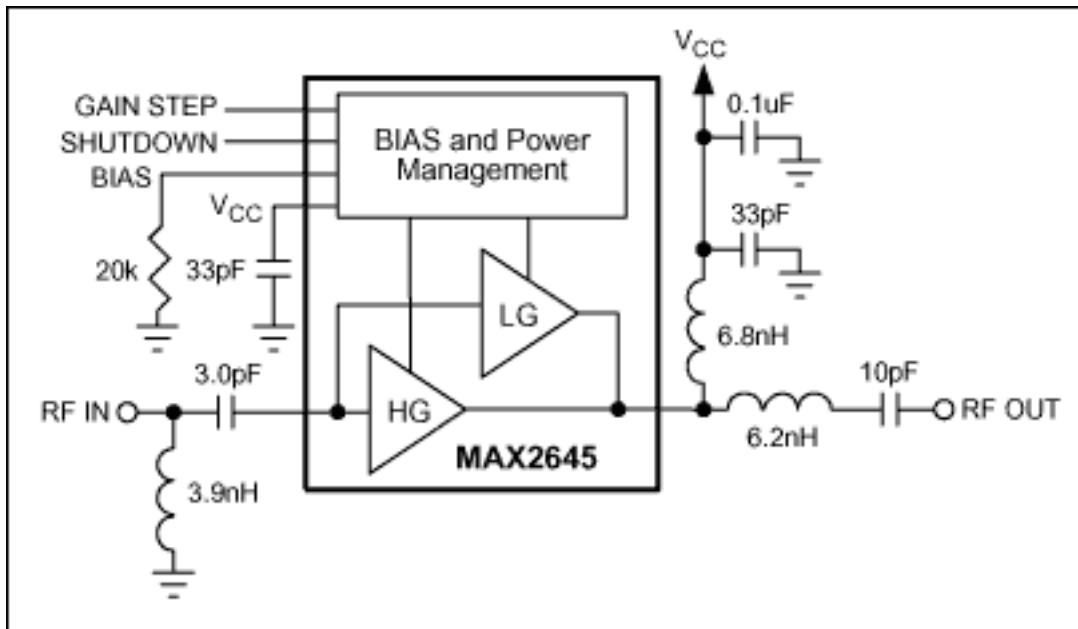 VCC
GAIN STEP
SHUTDOWN
BIAS
VCC
BIAS and Power
Management
0.1uF
33pF
20k
33pF
LG
6.8nH
3.0pF
10pF
RF IN
HG
RF OUT
6.2nH
MAX2645
3.9nH